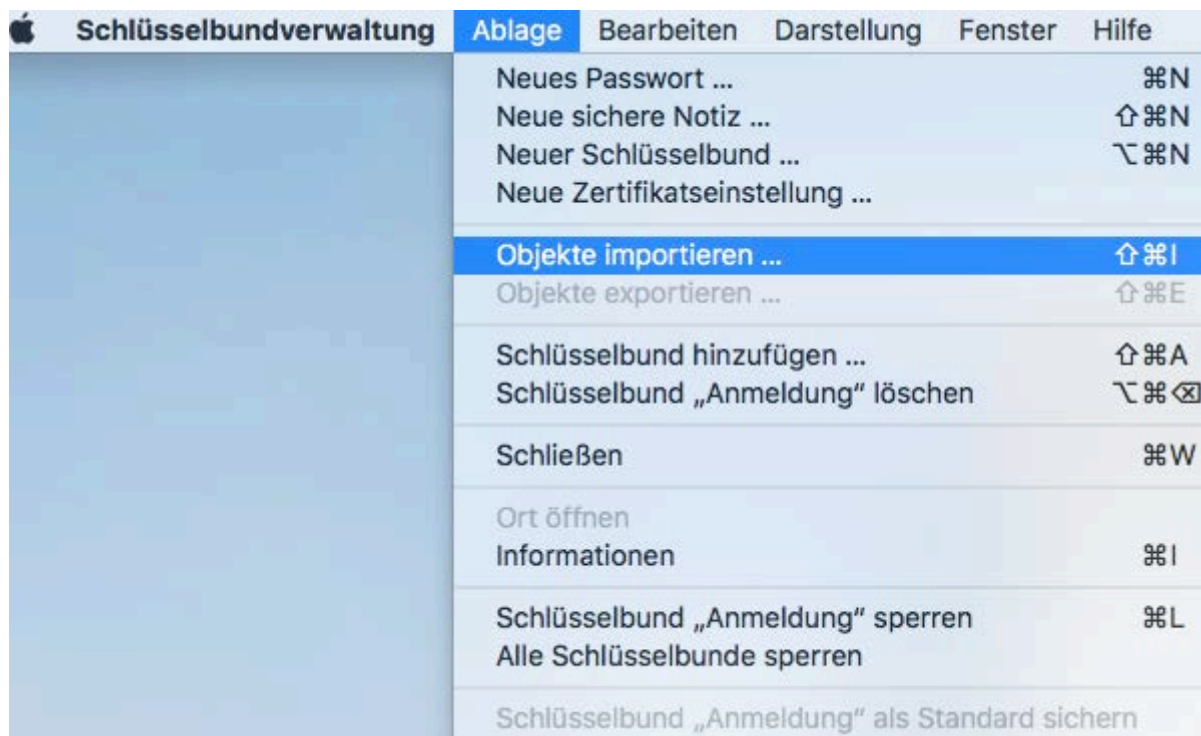 Schlüsselbundverwaltung Ablage Bearbeiten Darstellung Fenster Hilfe
Neues Passwort ... ⌘N
Neue sichere Notiz ... ⇧⌘N
Neuer Schlüsselbund ... ⌥⌘N
Neue Zertifikatseinstellung ...
Objekte importieren ... ⇧⌘I
Objekte exportieren ... ⇧⌘E
Schlüsselbund hinzufügen ... ⇧⌘A
Schlüsselbund „Anmeldung“ löschen ⌥⌘⌫
Schließen ⌘W
Ort öffnen
Informationen ⌘I
Schlüsselbund „Anmeldung“ sperren ⌘L
Alle Schlüsselbunde sperren
Schlüsselbund „Anmeldung“ als Standard sichern